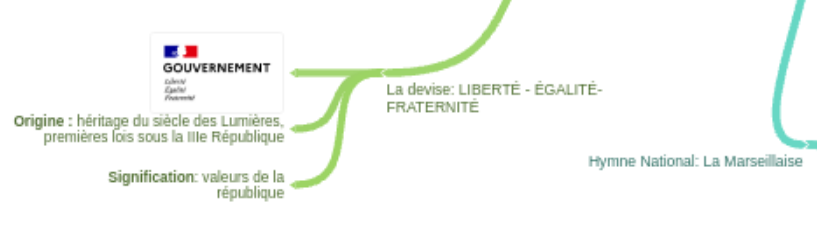 GOUVERNEMENT
Liberté
Égalité
Fraternité
La devise: LIBERTÉ - ÉGALITÉ-
FRATERNITÉ
Origine : héritage du siècle des Lumières,
premières lois sous la IIIe République
Hymne National: La Marseillaise
Signification: valeurs de la
république